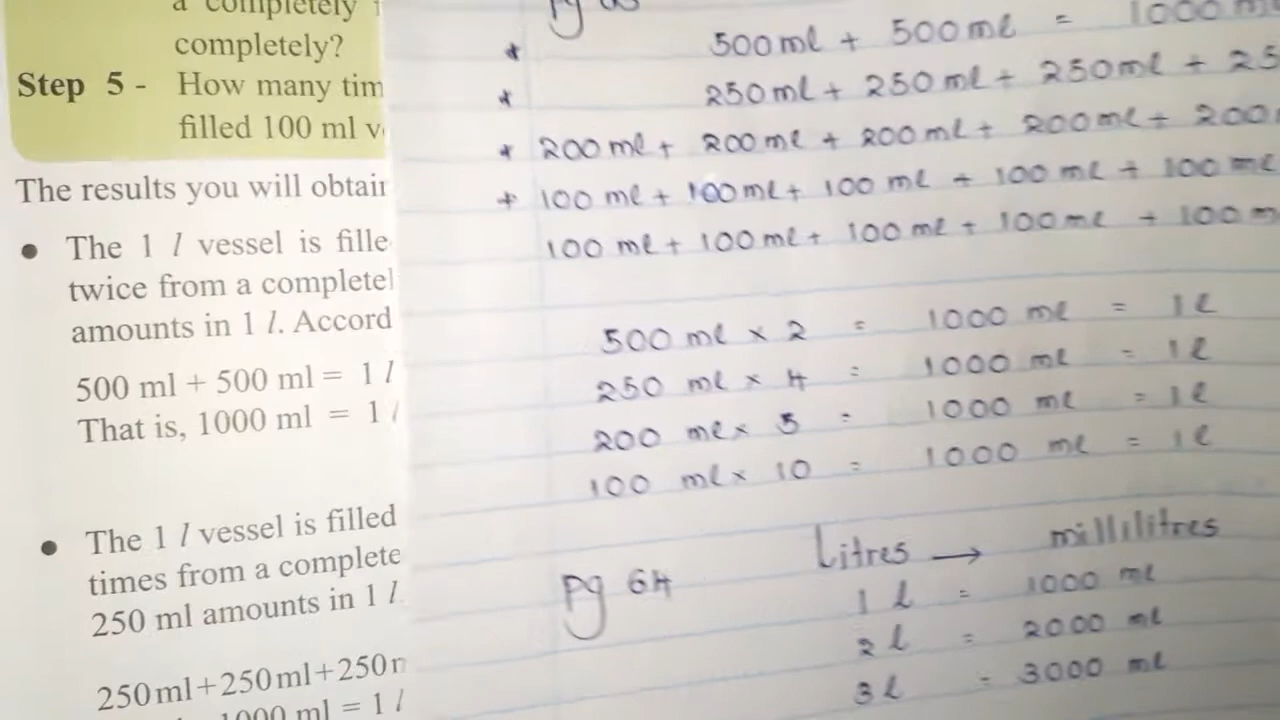 a completely
completely?
Step 5 - How many tim
filled 100 ml v
The results you will obtain
• The 1 l vessel is fille
twice from a completel
amounts in 1 l. Accord
500 ml + 500 ml = 1 l
That is, 1000 ml = 1 l
• The 1 l vessel is filled
times from a complete
250 ml amounts in 1 l.
250 ml+250 ml+250 m
1000 ml = 1 l
pg
* 500 ml + 500 ml = 1000 ml
* 250 ml + 250 ml + 250 ml + 25
* 200 ml + 200 ml + 200 ml + 200 ml + 200
* 100 ml + 100 ml + 100 ml + 100 ml + 100 ml
100 ml + 100 ml + 100 ml + 100 ml + 100 m
500 ml × 2 = 1000 ml = 1 l
250 ml × 4 = 1000 ml = 1 l
200 ml × 5 = 1000 ml = 1 l
100 ml × 10 = 1000 ml = 1 l
pg 64 Litres → millilitres
1 l = 1000 ml
2 l = 2000 ml
3 l = 3000 ml